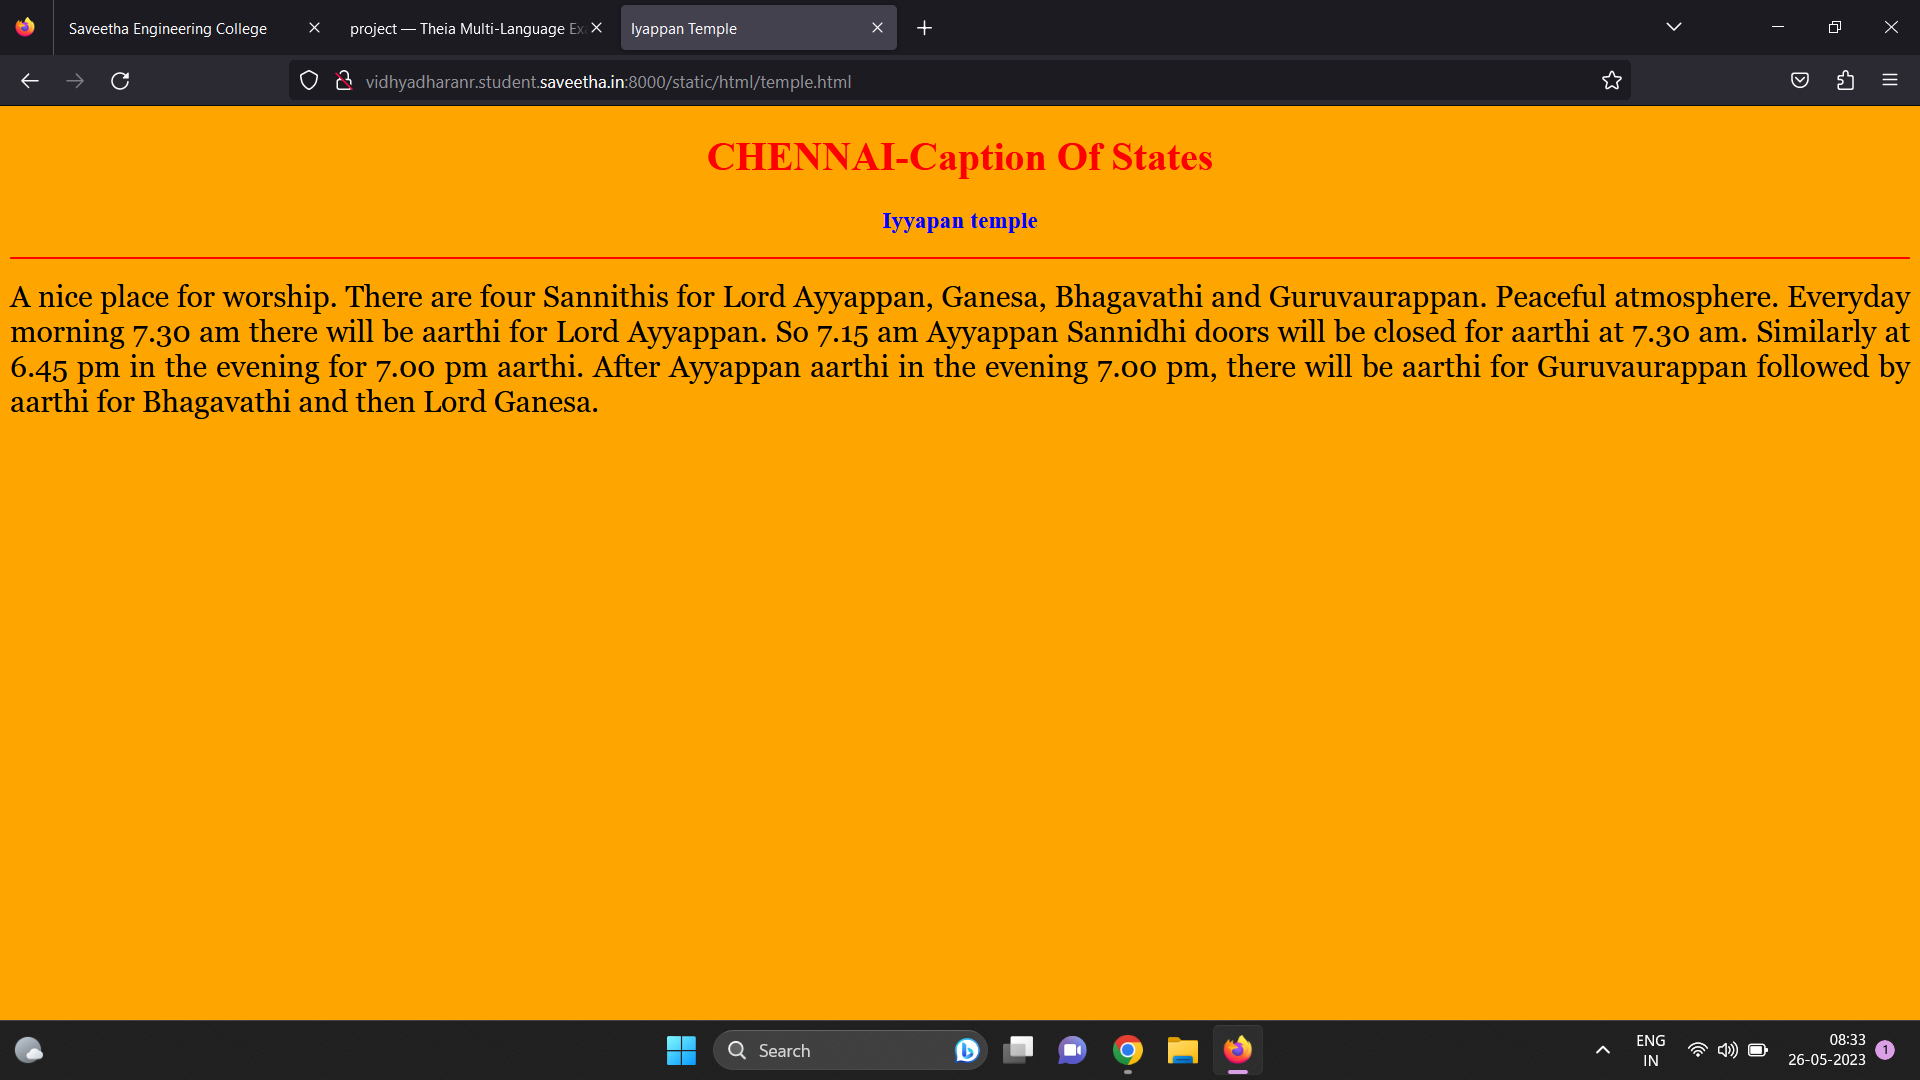 Saveetha Engineering College
project — Theia Multi-Language Ex
Iyappan Temple
vidhyadharanr.student.saveetha.in:8000/static/html/temple.html
CHENNAI-Caption Of States
Iyyapan temple
A nice place for worship. There are four Sannithis for Lord Ayyappan, Ganesa, Bhagavathi and Guruvaurappan. Peaceful atmosphere. Everyday
morning 7.30 am there will be aarthi for Lord Ayyappan. So 7.15 am Ayyappan Sannidhi doors will be closed for aarthi at 7.30 am. Similarly at
6.45 pm in the evening for 7.00 pm aarthi. After Ayyappan aarthi in the evening 7.00 pm, there will be aarthi for Guruvaurappan followed by
aarthi for Bhagavathi and then Lord Ganesa.
Search
ENG
IN
08:33
26-05-2023
1